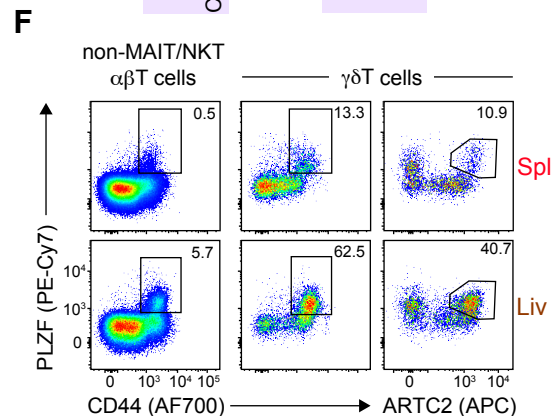 F
non-MAIT/NKT
αβT cells
γδT cells
0.5
13.3
10.9
Spl
5.7
62.5
40.7
Liv
PLZF (PE-Cy7)
10⁴
10³
0
0 10³ 10⁴ 10⁵
0 10³ 10⁴
CD44 (AF700)
ARTC2 (APC)